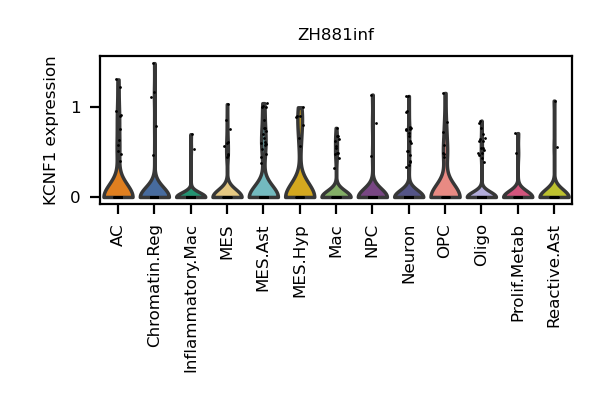 ZH881inf
KCNF1 expression
1
0
AC
Chromatin.Reg
Inflammatory.Mac
MES
MES.Ast
MES.Hyp
Mac
NPC
Neuron
OPC
Oligo
Prolif.Metab
Reactive.Ast